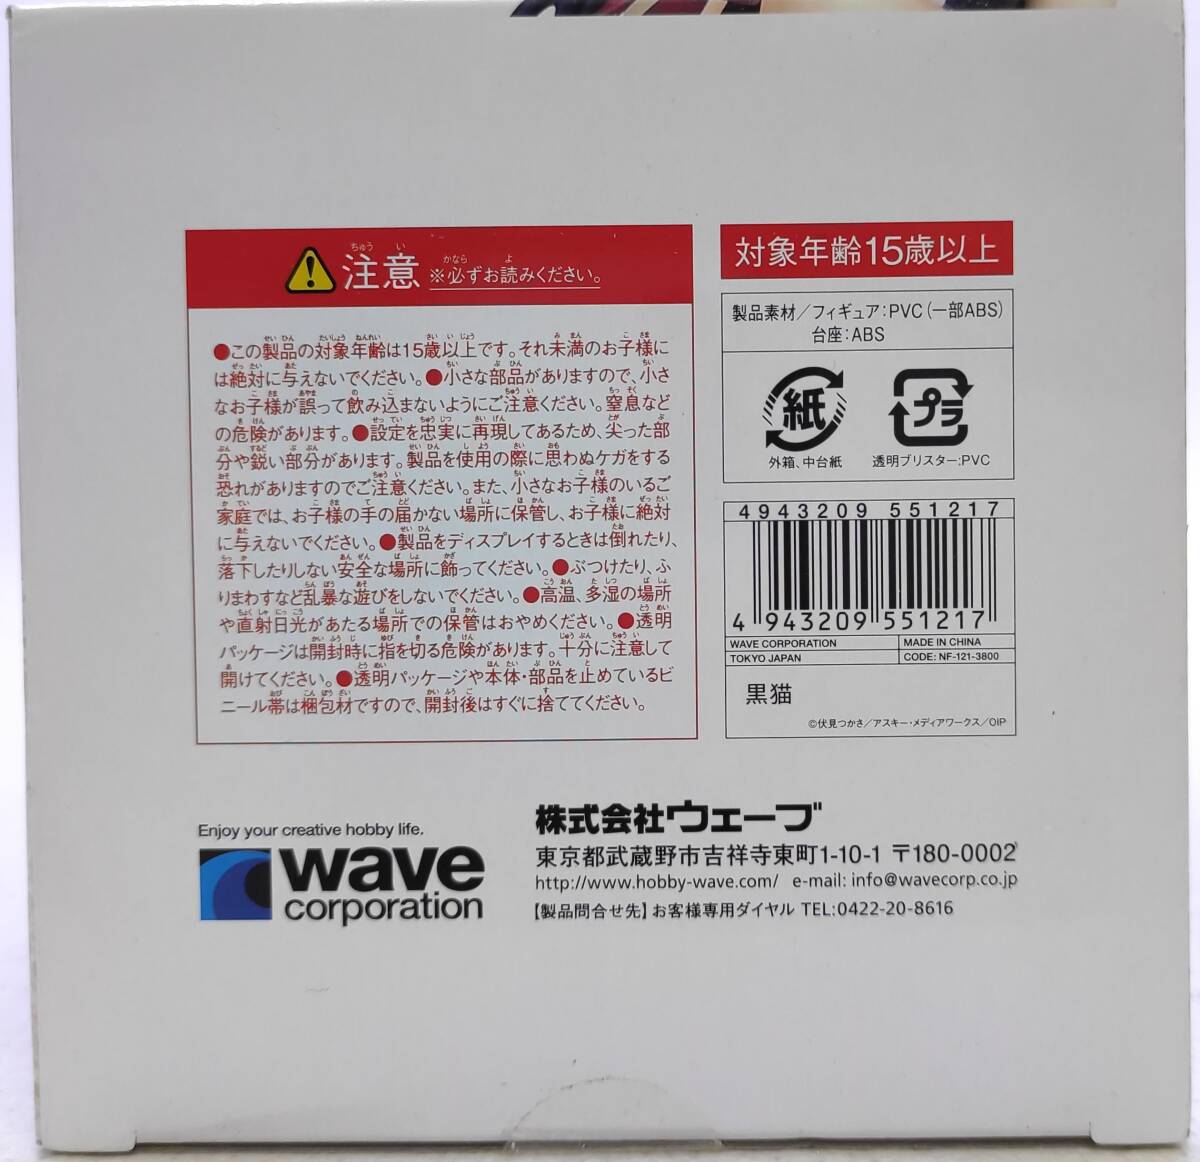 注意 ※必ずお読みください。
●この製品の対象年齢は15歳以上です。それ未満のお子様に
は絶対に与えないでください。●小さな部品がありますので、小さ
なお子様が誤って飲み込まないようにご注意ください。窒息など
の危険があります。●設定を忠実に再現してあるため、尖った部
分や鋭い部分があります。製品を使用の際に思わぬケガをする
恐れがありますのでご注意ください。また、小さなお子様のいるご
家庭では、お子様の手の届かない場所に保管し、お子様に絶対
に与えないでください。●製品をディスプレイするときは倒れたり、
落下したりしない安全な場所に飾ってください。●ぶつけたり、ふ
りまわすなど乱暴な遊びをしないでください。●高温、多湿の場所
や直射日光があたる場所での保管はおやめください。●透明
パッケージは開封時に指を切る危険があります。十分に注意して
開けてください。●透明パッケージや本体・部品を止めているビ
ニール帯は梱包材ですので、開封後はすぐに捨ててください。
対象年齢15歳以上
製品素材/フィギュア:PVC(一部ABS)
台座:ABS
紙
外箱、中台紙
プラ
透明ブリスター:PVC
4943209 551217
4 943209 551217
WAVE CORPORATION
MADE IN CHINA
TOKYO JAPAN
CODE: NF-121-3800
黒猫
©伏見つかさ/アスキー・メディアワークス/OIP
Enjoy your creative hobby life.
wave
corporation
株式会社ウェーブ
東京都武蔵野市吉祥寺東町1-10-1 〒180-0002
http://www.hobby-wave.com/ e-mail: info@wavecorp.co.jp
【製品問合せ先】お客様専用ダイヤル TEL:0422-20-8616